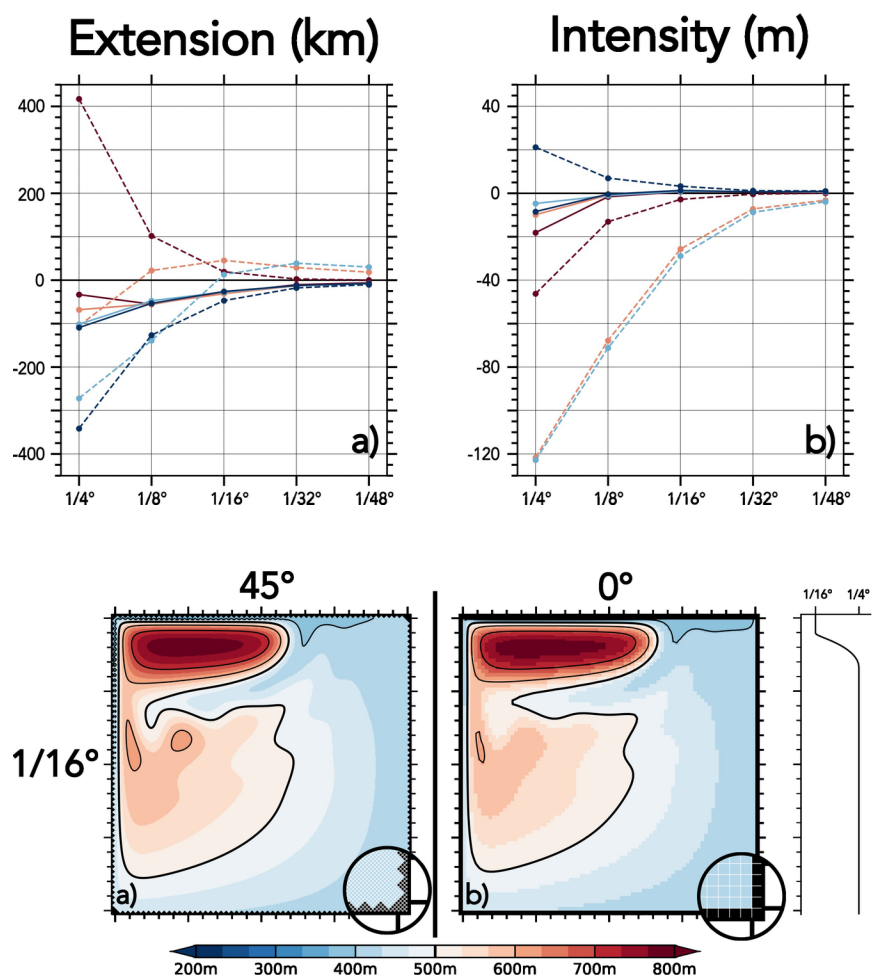 Extension (km) Intensity (m)
400 40
200 0
0 -40
-200 -80
-400 a) -120 b)
1/4° 1/8° 1/16° 1/32° 1/48° 1/4° 1/8° 1/16° 1/32° 1/48°
45° 0° 1/16° 1/4°
1/16°
a) b)
200m 300m 400m 500m 600m 700m 800m